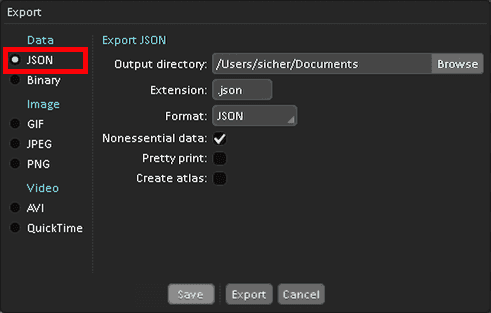 Export
Data
JSON
Binary
Image
GIF
JPEG
PNG
Video
AVI
QuickTime
Export JSON
Output directory: /Users/sicher/Documents Browse
Extension: .json
Format: JSON
Nonessential data:
Pretty print:
Create atlas:
Save Export Cancel